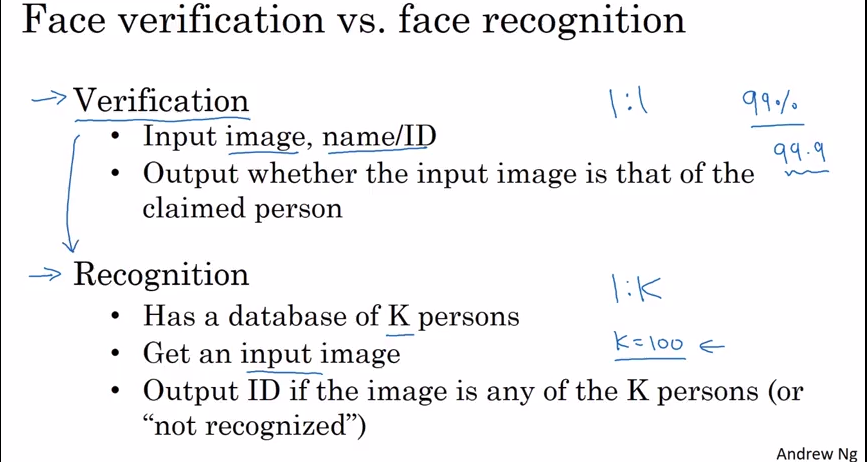 Face verification vs. face recognition
→ Verification
1:1
99%
99.9
• Input image, name/ID
• Output whether the input image is that of the
claimed person
→ Recognition
1:K
K=100 ←
• Has a database of K persons
• Get an input image
• Output ID if the image is any of the K persons (or
“not recognized”)
Andrew Ng